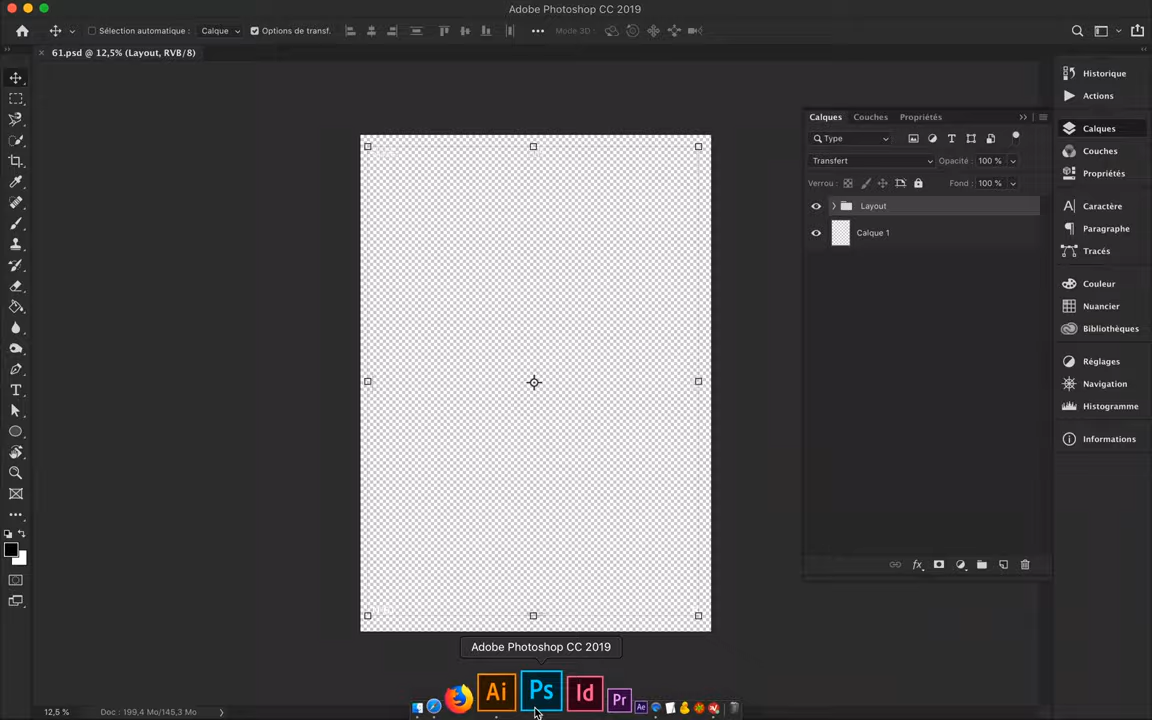 Adobe Photoshop CC 2019
Sélection automatique :
Calque
Options de transf.
Mode 3D :
61.psd @ 12,5% (Layout, RVB/8)
Calques
Couches
Propriétés
Type
Transfert
Opacité : 100 %
Verrou :
Fond : 100 %
Layout
Calque 1
fx
Historique
Actions
Calques
Couches
Propriétés
Caractère
Paragraphe
Tracés
Couleur
Nuancier
Bibliothèques
Réglages
Navigation
Histogramme
Informations
Adobe Photoshop CC 2019
Ai
Ps
Id
Pr
Ae
12,5 %
Doc : 199,4 Mo/145,3 Mo